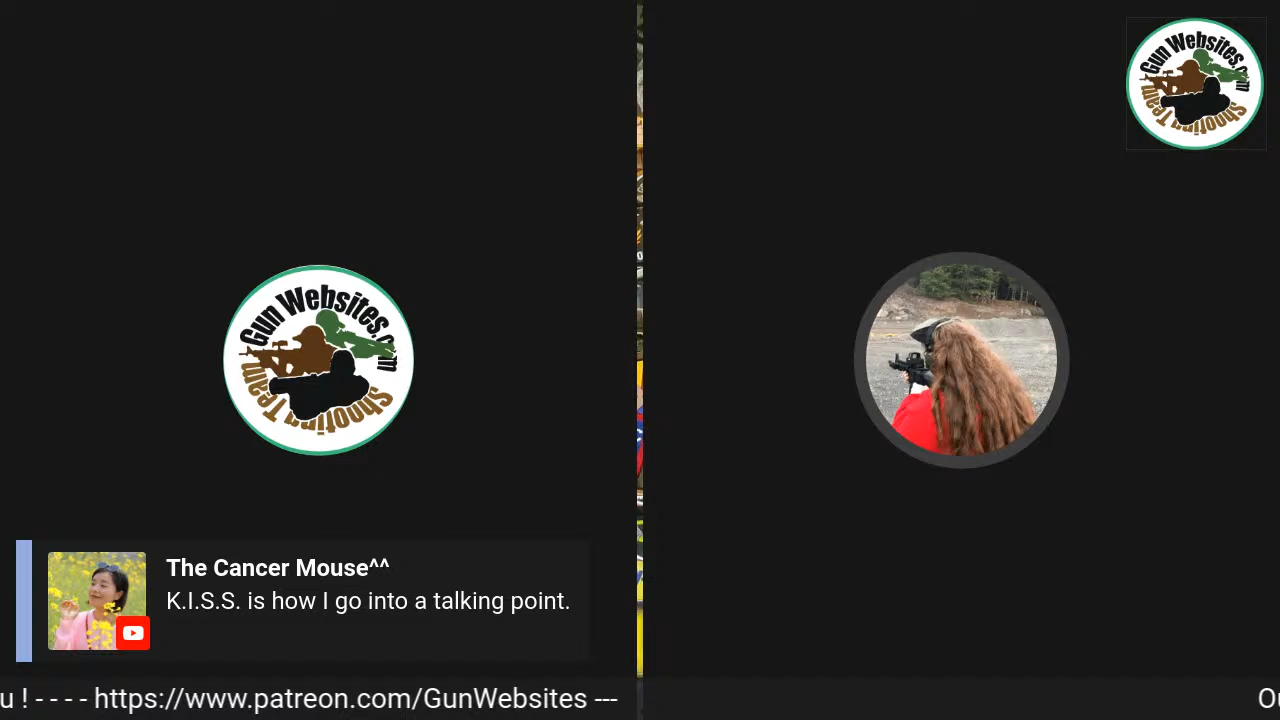 Gun Websites.com
Shooting Team
Gun Websites.com
Shooting Team
The Cancer Mouse^^
K.I.S.S. is how I go into a talking point.
u ! - - - - https://www.patreon.com/GunWebsites ---